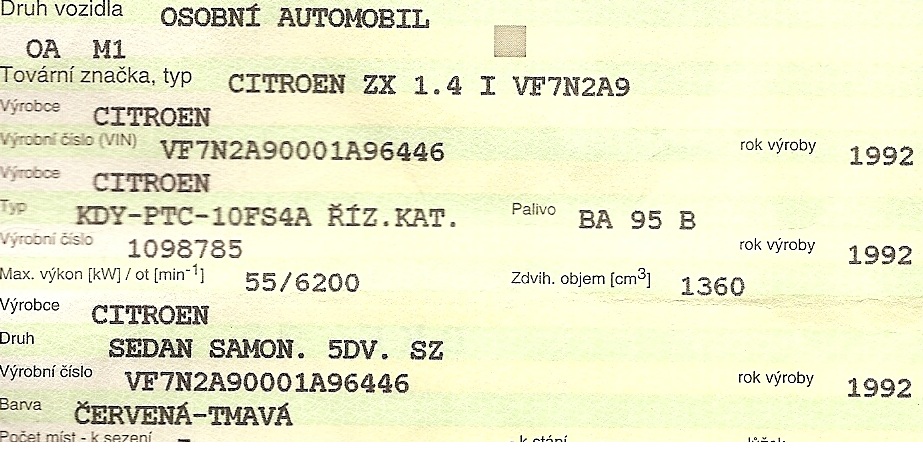 Druh vozidla OSOBNÍ AUTOMOBIL
OA M1
Tovární značka, typ CITROEN ZX 1.4 I VF7N2A9
Výrobce CITROEN
Výrobní číslo (VIN) VF7N2A90001A96446 rok výroby 1992
Výrobce CITROEN
Typ KDY-PTC-10FS4A ŘÍZ.KAT. Palivo BA 95 B
Výrobní číslo 1098785 rok výroby 1992
Max. výkon [kW] / ot [min-1] 55/6200 Zdvih. objem [cm3] 1360
Výrobce CITROEN
Druh SEDAN SAMON. 5DV. SZ
Výrobní číslo VF7N2A90001A96446 rok výroby 1992
Barva ČERVENÁ-TMAVÁ
Počet míst - k sezení - k stání lůžek